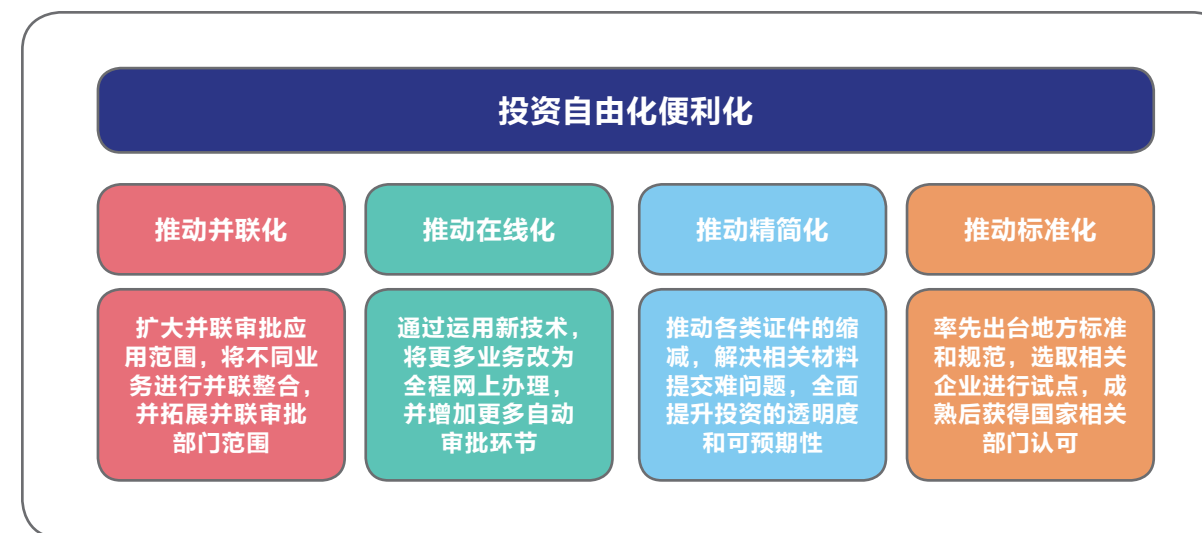 投资自由化便利化
推动并联化
推动在线化
推动精简化
推动标准化
扩大并联审批应
用范围，将不同业
务进行并联整合，
并拓展并联审批
部门范围
通过运用新技术，
将更多业务改为
全程网上办理，
并增加更多自动
审批环节
推动各类证件的缩
减，解决相关材料
提交难问题，全面
提升投资的透明度
和可预期性
率先出台地方标准
和规范，选取相关
企业进行试点，成
熟后获得国家相关
部门认可